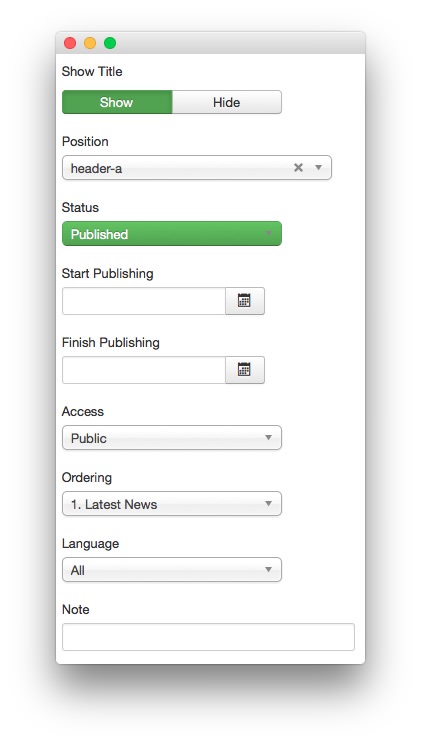 Show Title
Show Hide
Position
header-a
Status
Published
Start Publishing
Finish Publishing
Access
Public
Ordering
1. Latest News
Language
All
Note